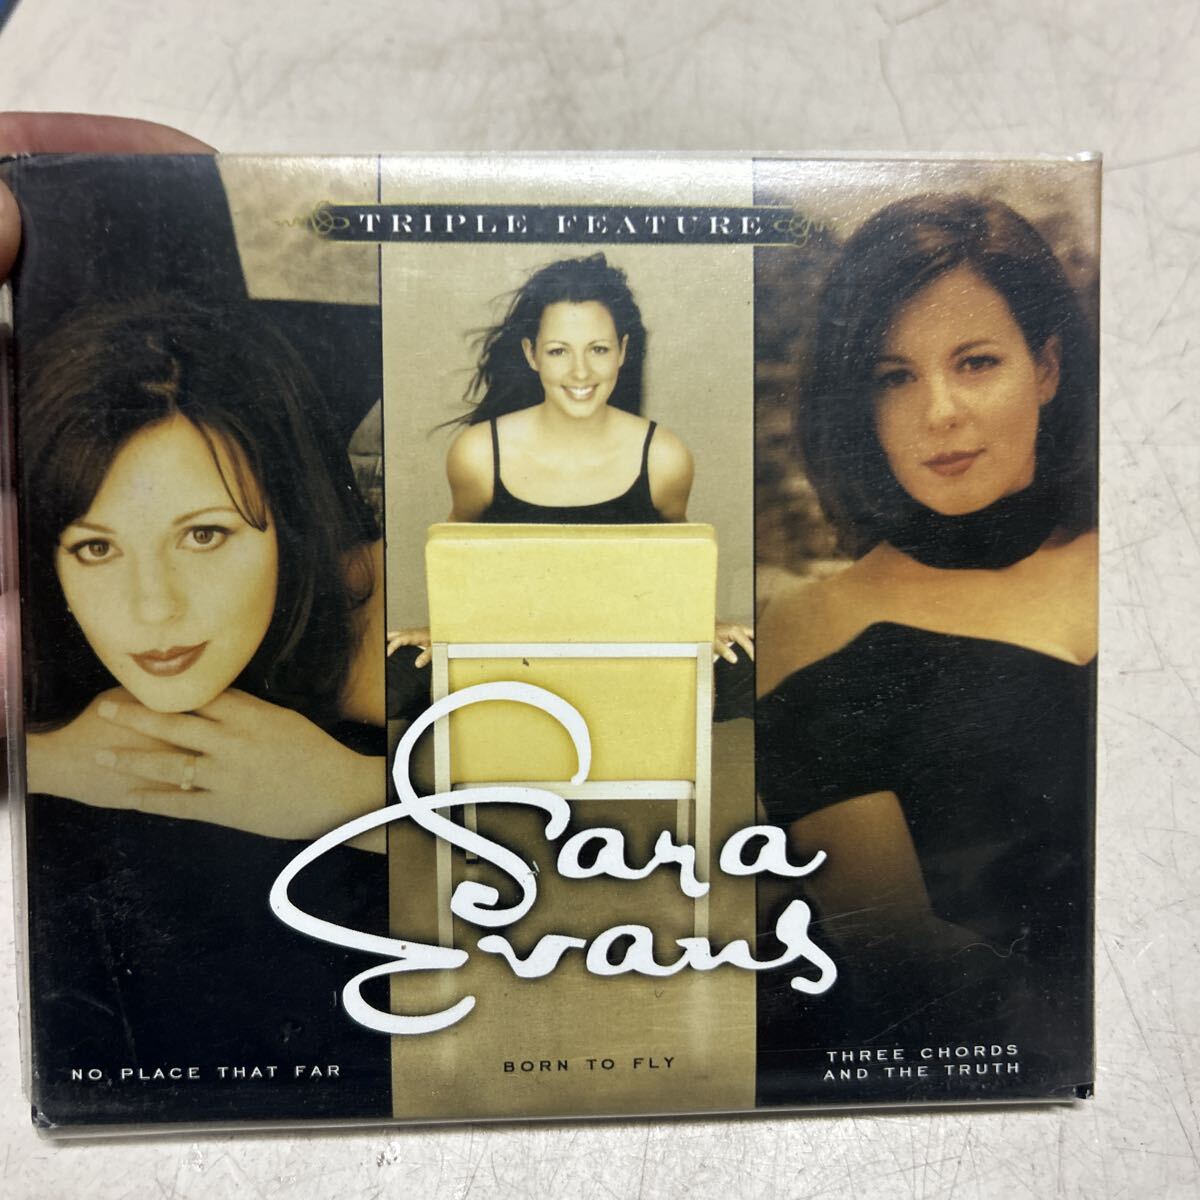 TRIPLE FEATURE
Sara
Evans
NO PLACE THAT FAR
BORN TO FLY
THREE CHORDS
AND THE TRUTH